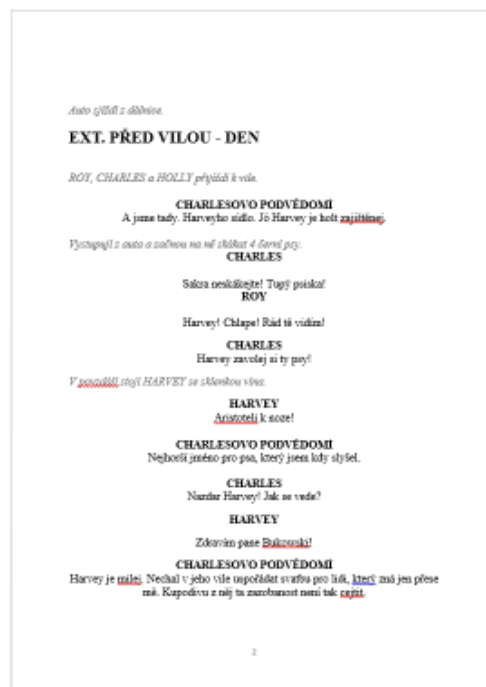 Auto sjíždí z dálnice.
EXT. PŘED VILOU - DEN
ROY, CHARLES a HOLLY přijíždí k vile.
CHARLESOVO PODVĚDOMÍ
A jsme tady. Harveyho sídlo. Jó Harvey je holt zajištěnej.
Vystupují z auta a začnou na ně skákat 4 černí psy.
CHARLES
Sakra neskákejte! Tupý psiska!
ROY
Harvey! Chlape! Rád tě vidím!
CHARLES
Harvey zavolej si ty psy!
V povzdálí stojí HARVEY se sklenkou vína.
HARVEY
Aristoteli k noze!
CHARLESOVO PODVĚDOMÍ
Nejhorší jméno pro psa, který jsem kdy slyšel.
CHARLES
Nazdar Harvey! Jak se vede?
HARVEY
Zdravím pane Bukowski!
CHARLESOVO PODVĚDOMÍ
Harvey je milej. Nechal v jeho vile uspořádat svatbu pro lidi, který zná jen přese
mě. Kupodivu z něj ta zazobanost není tak cejtit.
2